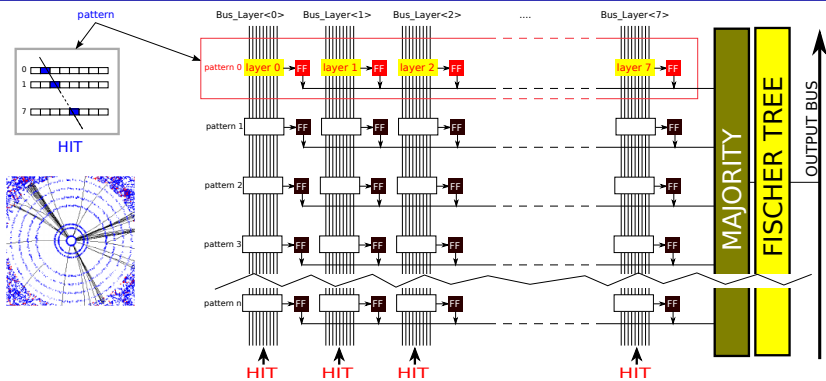 pattern
Bus_Layer<0>
Bus_Layer<1>
Bus_Layer<2>
....
Bus_Layer<7>
0
1
7
HIT
pattern 0
layer 0
FF
layer 1
FF
layer 2
FF
layer 7
FF
pattern 1
FF
FF
FF
FF
pattern 2
FF
FF
FF
FF
pattern 3
FF
FF
FF
FF
pattern n
FF
FF
FF
FF
HIT
HIT
HIT
HIT
MAJORITY
FISCHER TREE
OUTPUT BUS